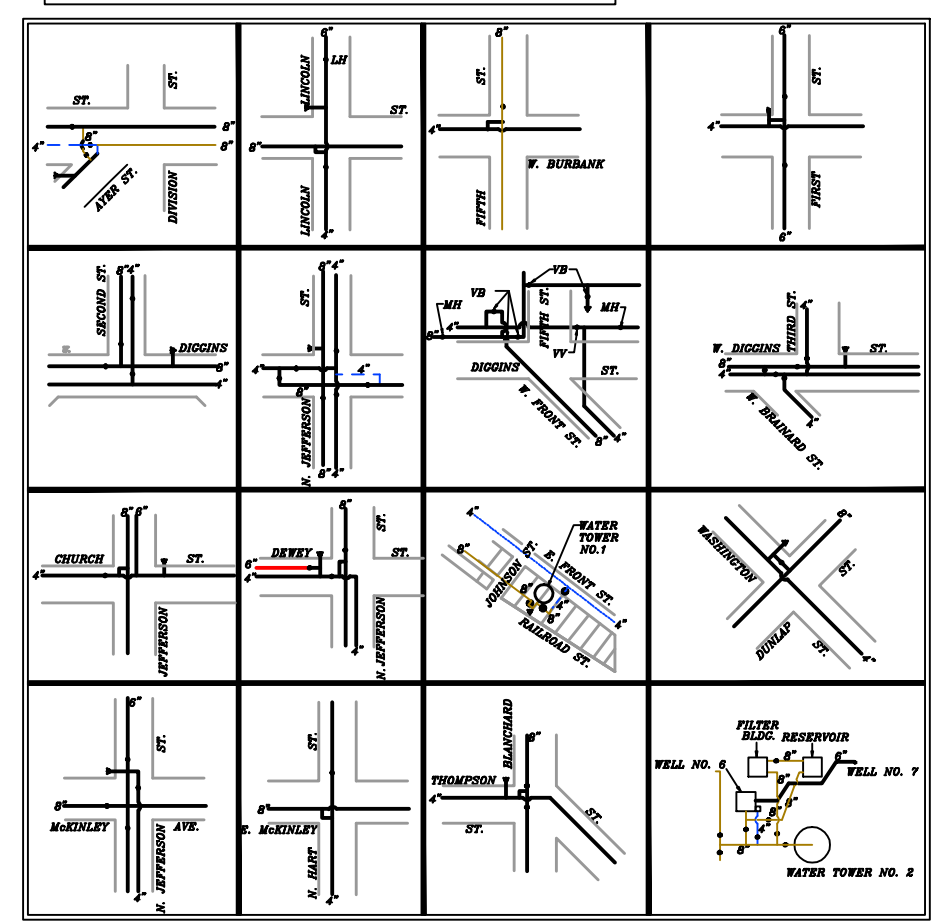 ST.
ST.
8"
8"
4"
8"
AYER ST.
DIVISION
6"
LH
LINCOLN
ST.
8"
LINCOLN
4"
8"
ST.
4"
W. BURBANK
FIFTH
6"
ST.
4"
FIRST
6"
8"4"
SECOND ST.
DIGGINS
8"
4"
8"4"
ST.
4"
4"
8"
N. JEFFERSON
8"4"
VB
VB
MH
MH
4"
8"
FIFTH ST.
VV
DIGGINS
ST.
W. FRONT ST.
8"
4"
THIRD ST.
4"
W. DIGGINS
ST.
8"
4"
4"
W. BRAINARD ST.
8"6"
CHURCH
ST.
4"
JEFFERSON
8"
ST.
DEWEY
ST.
6"
4"
4"
N. JEFFERSON
4"
WATER
TOWER
NO.1
8"
ST.
E. FRONT ST.
JOHNSON
6"
4"
8"
4"
RAILROAD ST.
8"
WASHINGTON
ST.
DUNLAP
ST.
4"
6"
ST.
8"
McKINLEY
AVE.
N. JEFFERSON
4"
ST.
8"
E. McKINLEY
N. HART
4"
BLANCHARD
8"
THOMPSON
4"
ST.
ST.
FILTER
BLDG.
RESERVOIR
WELL NO. 6
8"
6"
WELL NO. 7
8"
8"
8"
4"
8"
WATER TOWER NO. 2